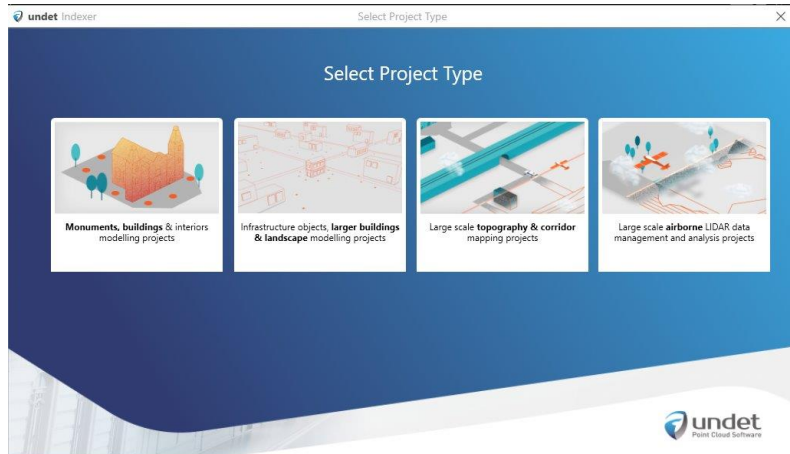 undet Indexer
Select Project Type
Select Project Type
Monuments, buildings & interiors
modelling projects
Infrastructure objects, larger buildings
& landscape modelling projects
Large scale topography & corridor
mapping projects
Large scale airborne LIDAR data
management and analysis projects
undet
Point Cloud Software